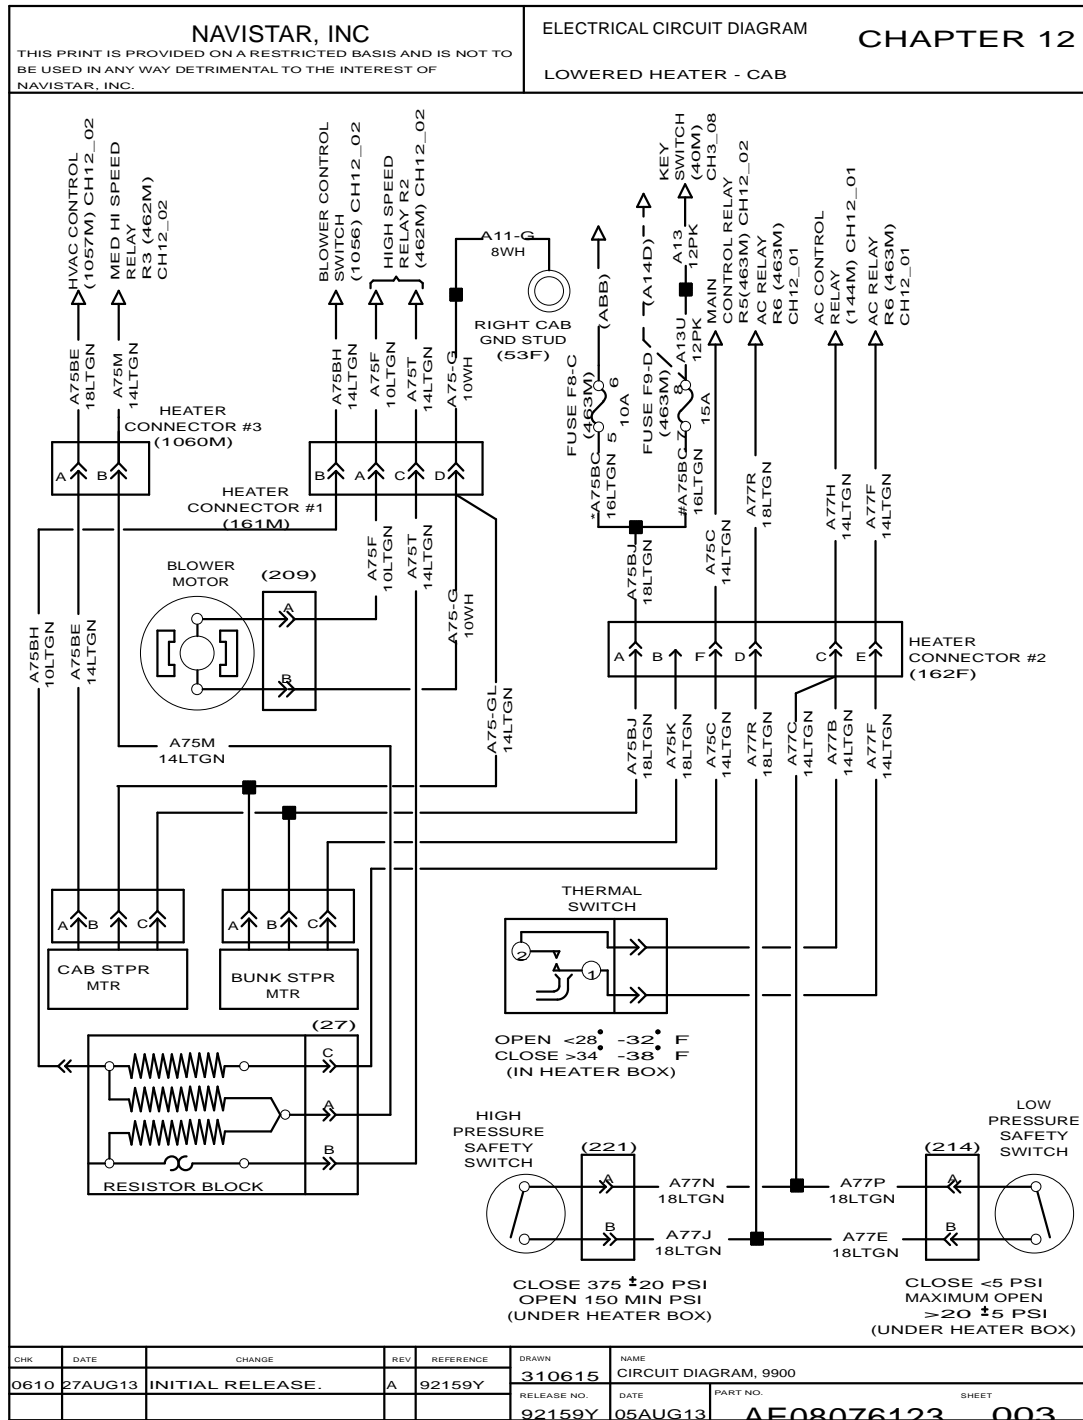 NAVISTAR, INC
THIS PRINT IS PROVIDED ON A RESTRICTED BASIS AND IS NOT TO
BE USED IN ANY WAY DETRIMENTAL TO THE INTEREST OF
NAVISTAR, INC.
ELECTRICAL CIRCUIT DIAGRAM
LOWERED HEATER - CAB
CHAPTER 12
HVAC CONTROL
(1057M) CH12_02
MED HI SPEED
RELAY
R3 (462M)
CH12_02
BLOWER CONTROL
SWITCH
(1056) CH12_02
HIGH SPEED
RELAY R2
(462M) CH12_02
A11-G
8WH
RIGHT CAB
GND STUD
(53F)
(ABB)
(A14D)
KEY
SWITCH
(40M)
CH3_08
A13
12PK
MAIN
CONTROL RELAY
R5(463M) CH12_02
AC RELAY
R6 (463M)
CH12_01
AC CONTROL
RELAY
(144M) CH12_01
AC RELAY
R6 (463M)
CH12_01
A75BE
18LTGN
A75M
14LTGN
A75BH
14LTGN
A75F
10LTGN
A75T
14LTGN
A75-G
10WH
FUSE F8-C
(463M)
6
10A
5
FUSE F9-D
(463M)
A13U
12PK
8
15A
7
HEATER
CONNECTOR #3
(1060M)
A
B
HEATER
CONNECTOR #1
(161M)
B
A
C
D
*A75BC
16LTGN
#A75BC
16LTGN
A77R
18LTGN
A77H
14LTGN
A77F
14LTGN
A75BJ
18LTGN
A75C
14LTGN
BLOWER
MOTOR
(209)
A
B
A75F
10LTGN
A75T
14LTGN
A75-G
10WH
A75BH
10LTGN
A75BE
14LTGN
A B F D C E
HEATER
CONNECTOR #2
(162F)
A75M
14LTGN
A75-GL
14LTGN
A75BJ
18LTGN
A75K
18LTGN
A75C
14LTGN
A77R
18LTGN
A77C
14LTGN
A77B
14LTGN
A77F
14LTGN
A B C
CAB STPR
MTR
A B C
BUNK STPR
MTR
THERMAL
SWITCH
2
1
OPEN <28° -32° F
CLOSE >34° -38° F
(IN HEATER BOX)
(27)
C
A
B
RESISTOR BLOCK
HIGH
PRESSURE
SAFETY
SWITCH
(221)
A
B
A77N
18LTGN
A77J
18LTGN
A77P
18LTGN
A77E
18LTGN
(214)
A
B
LOW
PRESSURE
SAFETY
SWITCH
CLOSE 375 ±20 PSI
OPEN 150 MIN PSI
(UNDER HEATER BOX)
CLOSE <5 PSI
MAXIMUM OPEN
>20 ±5 PSI
(UNDER HEATER BOX)
CHK DATE CHANGE REV REFERENCE
0610 27AUG13 INITIAL RELEASE. A 92159Y
DRAWN
310615
NAME
CIRCUIT DIAGRAM, 9900
RELEASE NO.
92159Y
DATE
05AUG13
PART NO.
AE08076123
SHEET
003